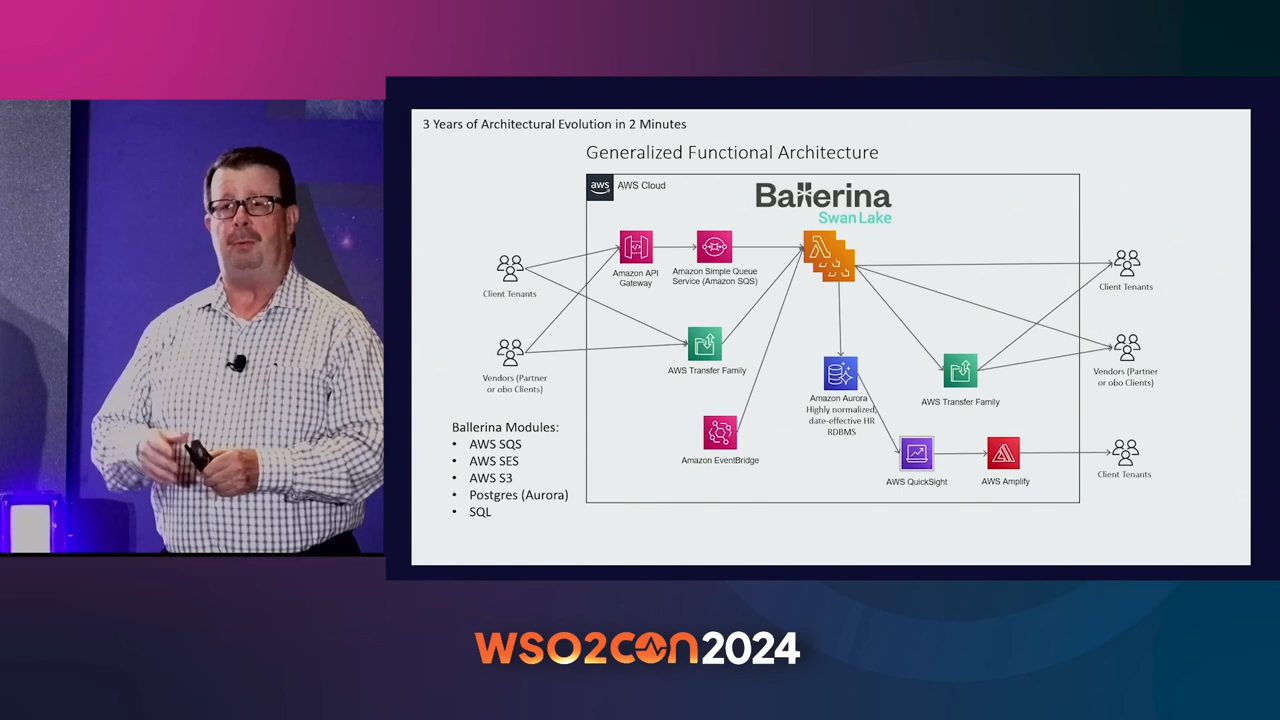 3 Years of Architectural Evolution in 2 Minutes
Generalized Functional Architecture
aws
AWS Cloud
Ballerina
Swan Lake
Client Tenants
Vendors (Partner
or obo Clients)
Amazon API
Gateway
Amazon Simple Queue
Service (Amazon SQS)
AWS Transfer Family
Amazon EventBridge
Amazon Aurora
Highly normalized,
date-effective HR
RDBMS
AWS Transfer Family
AWS QuickSight
AWS Amplify
Client Tenants
Vendors (Partner
or obo Clients)
Client Tenants
Ballerina Modules:
• AWS SQS
• AWS SES
• AWS S3
• Postgres (Aurora)
• SQL
WSO2CON2024